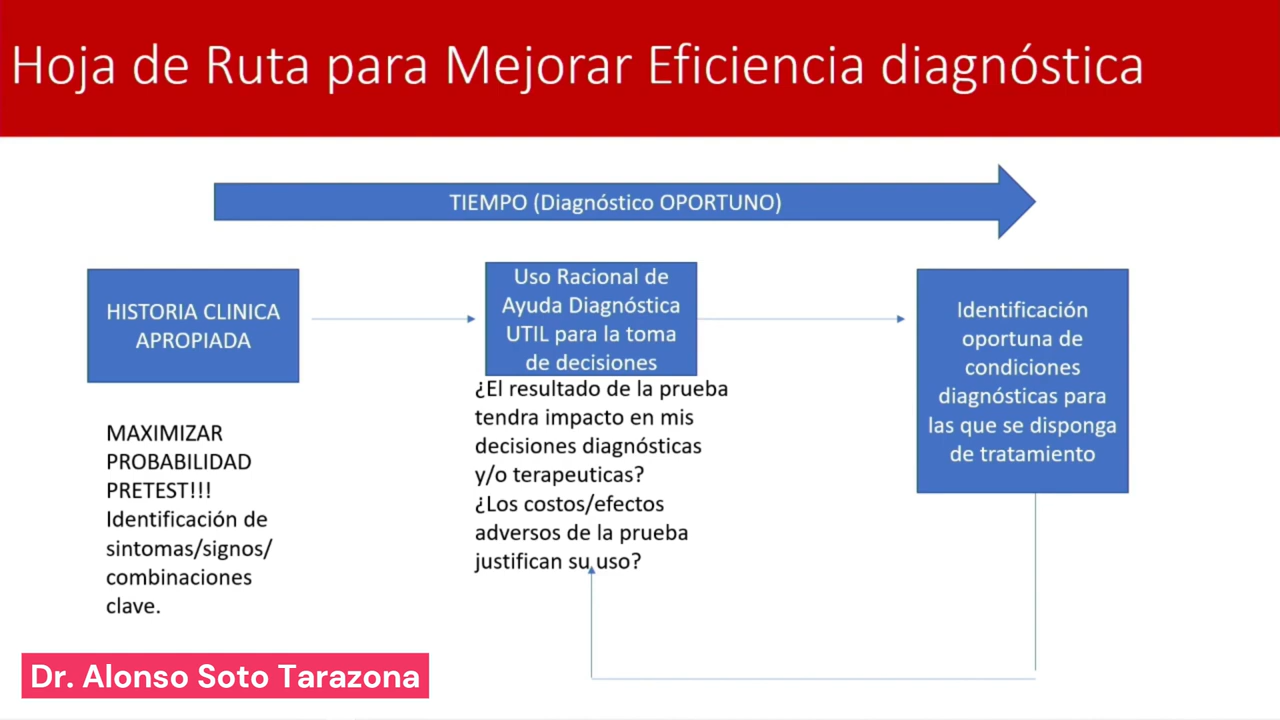 Hoja de Ruta para Mejorar Eficiencia diagnóstica
TIEMPO (Diagnóstico OPORTUNO)
HISTORIA CLINICA
APROPIADA
MAXIMIZAR
PROBABILIDAD
PRETEST!!!
Identificación de
sintomas/signos/
combinaciones
clave.
Uso Racional de
Ayuda Diagnóstica
UTIL para la toma
de decisiones
¿El resultado de la prueba
tendra impacto en mis
decisiones diagnósticas
y/o terapeuticas?
¿Los costos/efectos
adversos de la prueba
justifican su uso?
Identificación
oportuna de
condiciones
diagnósticas para
las que se disponga
de tratamiento
Dr. Alonso Soto Tarazona